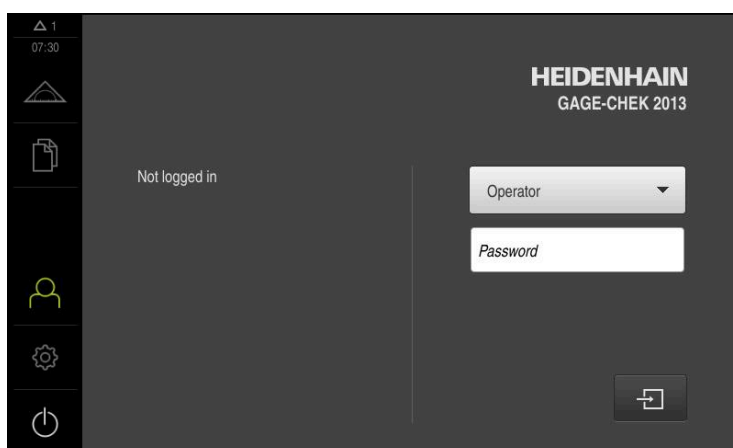 1
07:30
HEIDENHAIN
GAGE-CHEK 2013
Not logged in
Operator
Password